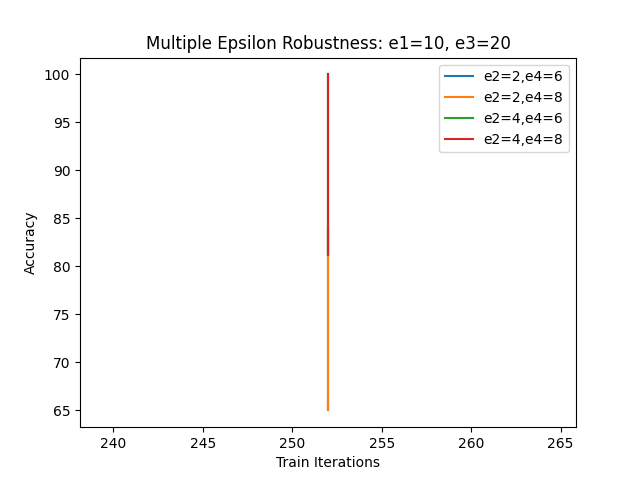 Multiple Epsilon Robustness: e1=10, e3=20
100
95
90
85
80
75
70
65
Accuracy
e2=2,e4=6
e2=2,e4=8
e2=4,e4=6
e2=4,e4=8
240
245
250
255
260
265
Train Iterations